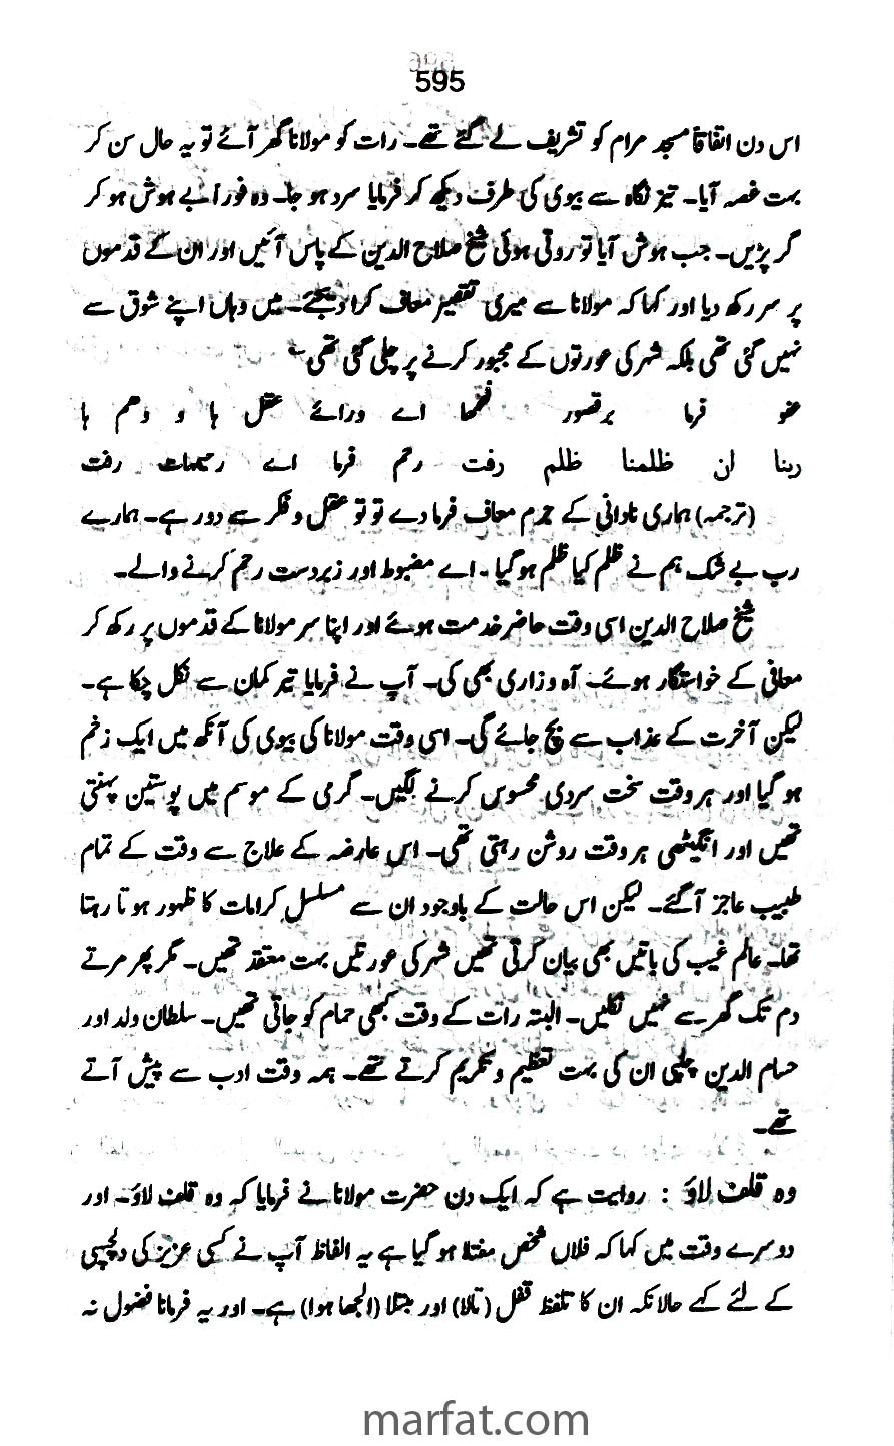 595
اس دن اتفاقاً مسجد مرام کو تشریف لے گئے تھے۔ رات کو مولانا گھر آئے تو یہ حال سن کر
بہت غصہ آیا۔ تیز نگاہ سے بیوی کی طرف دیکھ کر فرمایا سرد ہو جا۔ وہ فوراً بے ہوش ہو کر
گر پڑیں۔ جب ہوش آیا تو روتی ہوئی شیخ صلاح الدین کے پاس آئیں اور ان کے قدموں
پر سر رکھ دیا اور کہا کہ مولانا سے میری تقصیر معاف کرا دیجئے۔ میں وہاں اپنے شوق سے
نہیں گئی تھی بلکہ شہر کی عورتوں کے مجبور کرنے پر چلی گئی تھی
عفو فرما برقصور اے ورائے عقل ہا و وھم ہا
ربنا ان ظلمنا ظلم رفت رحم فرما اے رفت
(ترجمہ) ہماری نادانی کے جرم معاف فرما دے تو تو عقل و فکر سے دور ہے۔ ہمارے
رب بے شک ہم نے ظلم کیا ظلم ہو گیا۔ اے مضبوط اور زبردست رحم کرنے والے۔
شیخ صلاح الدین اسی وقت حاضر خدمت ہوئے اور اپنا سر مولانا کے قدموں پر رکھ کر
معافی کے خواستگار ہوئے۔ آہ و زاری بھی کی۔ آپ نے فرمایا تیر کمان سے نکل چکا ہے۔
لیکن آخرت کے عذاب سے بچ جائے گی۔ اسی وقت مولانا کی بیوی کی آنکھ میں ایک زخم
ہو گیا اور ہر وقت سخت سردی محسوس کرنے لگیں۔ گرمی کے موسم میں پوستین پہنتی
تھیں اور انگیٹھی ہر وقت روشن رہتی تھی۔ اس عارضہ کے علاج سے وقت کے تمام
طبیب عاجز آ گئے۔ لیکن اس حالت کے باوجود ان سے مسلسل کرامات کا ظہور ہوتا رہتا
تھا۔ عالم غیب کی باتیں بھی بیان کرتی تھیں شہر کی عورتیں بہت معتقد تھیں۔ مگر پھر مرتے
دم تک گھر سے نہیں نکلیں۔ البتہ رات کے وقت کبھی حمام کو جاتی تھیں۔ سلطان ولد اور
حسام الدین چلپی ان کی بہت تعظیم و تکریم کرتے تھے۔ ہمہ وقت ادب سے پیش آتے
تھے۔
وہ قلف لاؤ : روایت ہے کہ ایک دن حضرت مولانا نے فرمایا کہ وہ قلف لاؤ۔ اور
دوسرے وقت میں کہا کہ فلاں شخص مفتلا ہو گیا ہے یہ الفاظ آپ نے کسی عزیز کی دلچسپی
کے لئے کہے حالانکہ ان کا تلفظ قفل (تالا) اور مبتلا (الجھا ہوا) ہے۔ اور یہ فرمانا فضول نہ
marfat.com